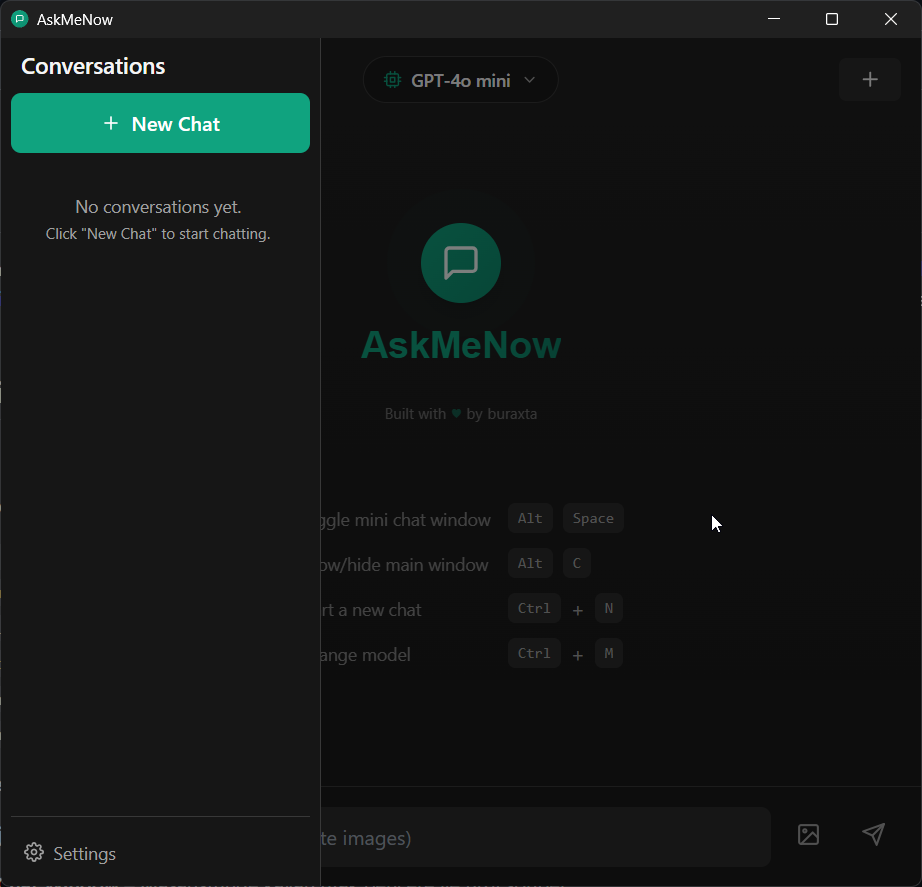 AskMeNow
Conversations
+ New Chat
No conversations yet.
Click "New Chat" to start chatting.
Settings
GPT-4o mini
+
AskMeNow
Built with ♥ by buraxta
ggle mini chat window Alt Space
ow/hide main window Alt C
rt a new chat Ctrl + N
ange model Ctrl + M
te images)